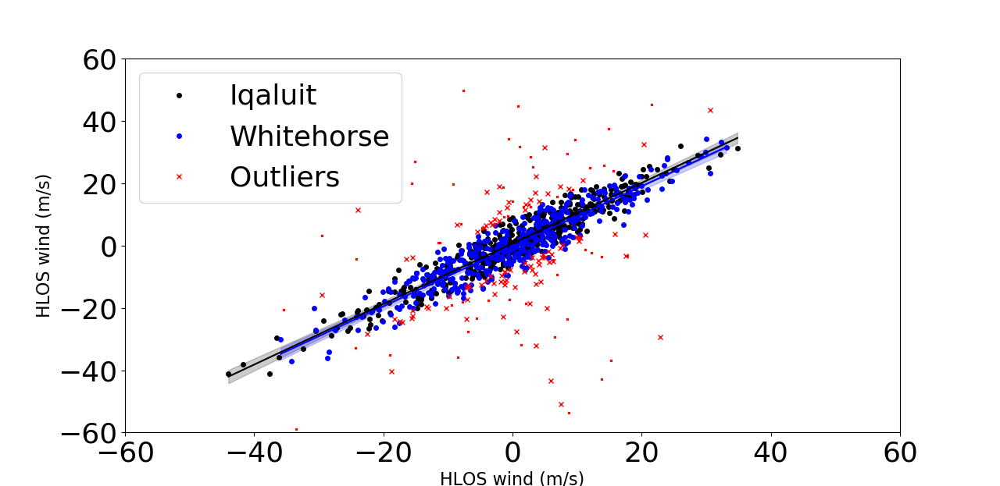 60
40
20
0
−20
−40
−60
HLOS wind (m/s)
Iqaluit
Whitehorse
Outliers
−60 −40 −20 0 20 40 60
HLOS wind (m/s)